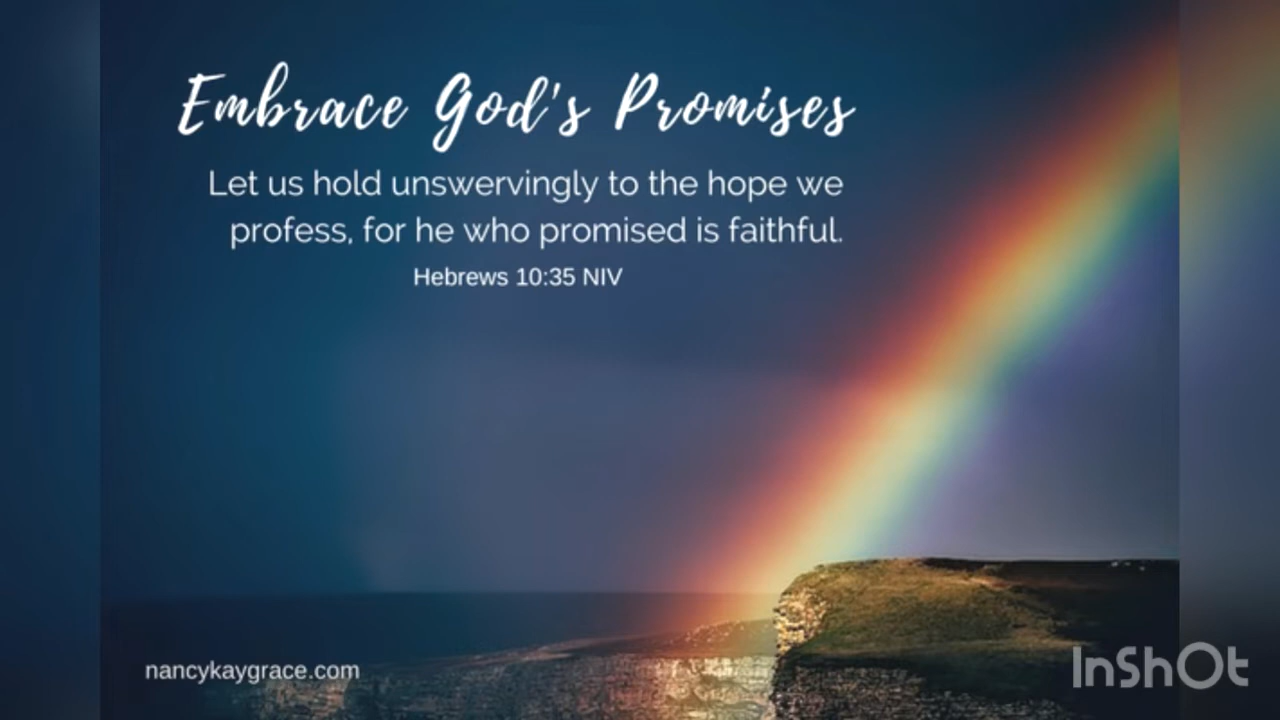 Embrace God's Promises
Let us hold unswervingly to the hope we
profess, for he who promised is faithful.
Hebrews 10:35 NIV
nancykaygrace.com
InShOt